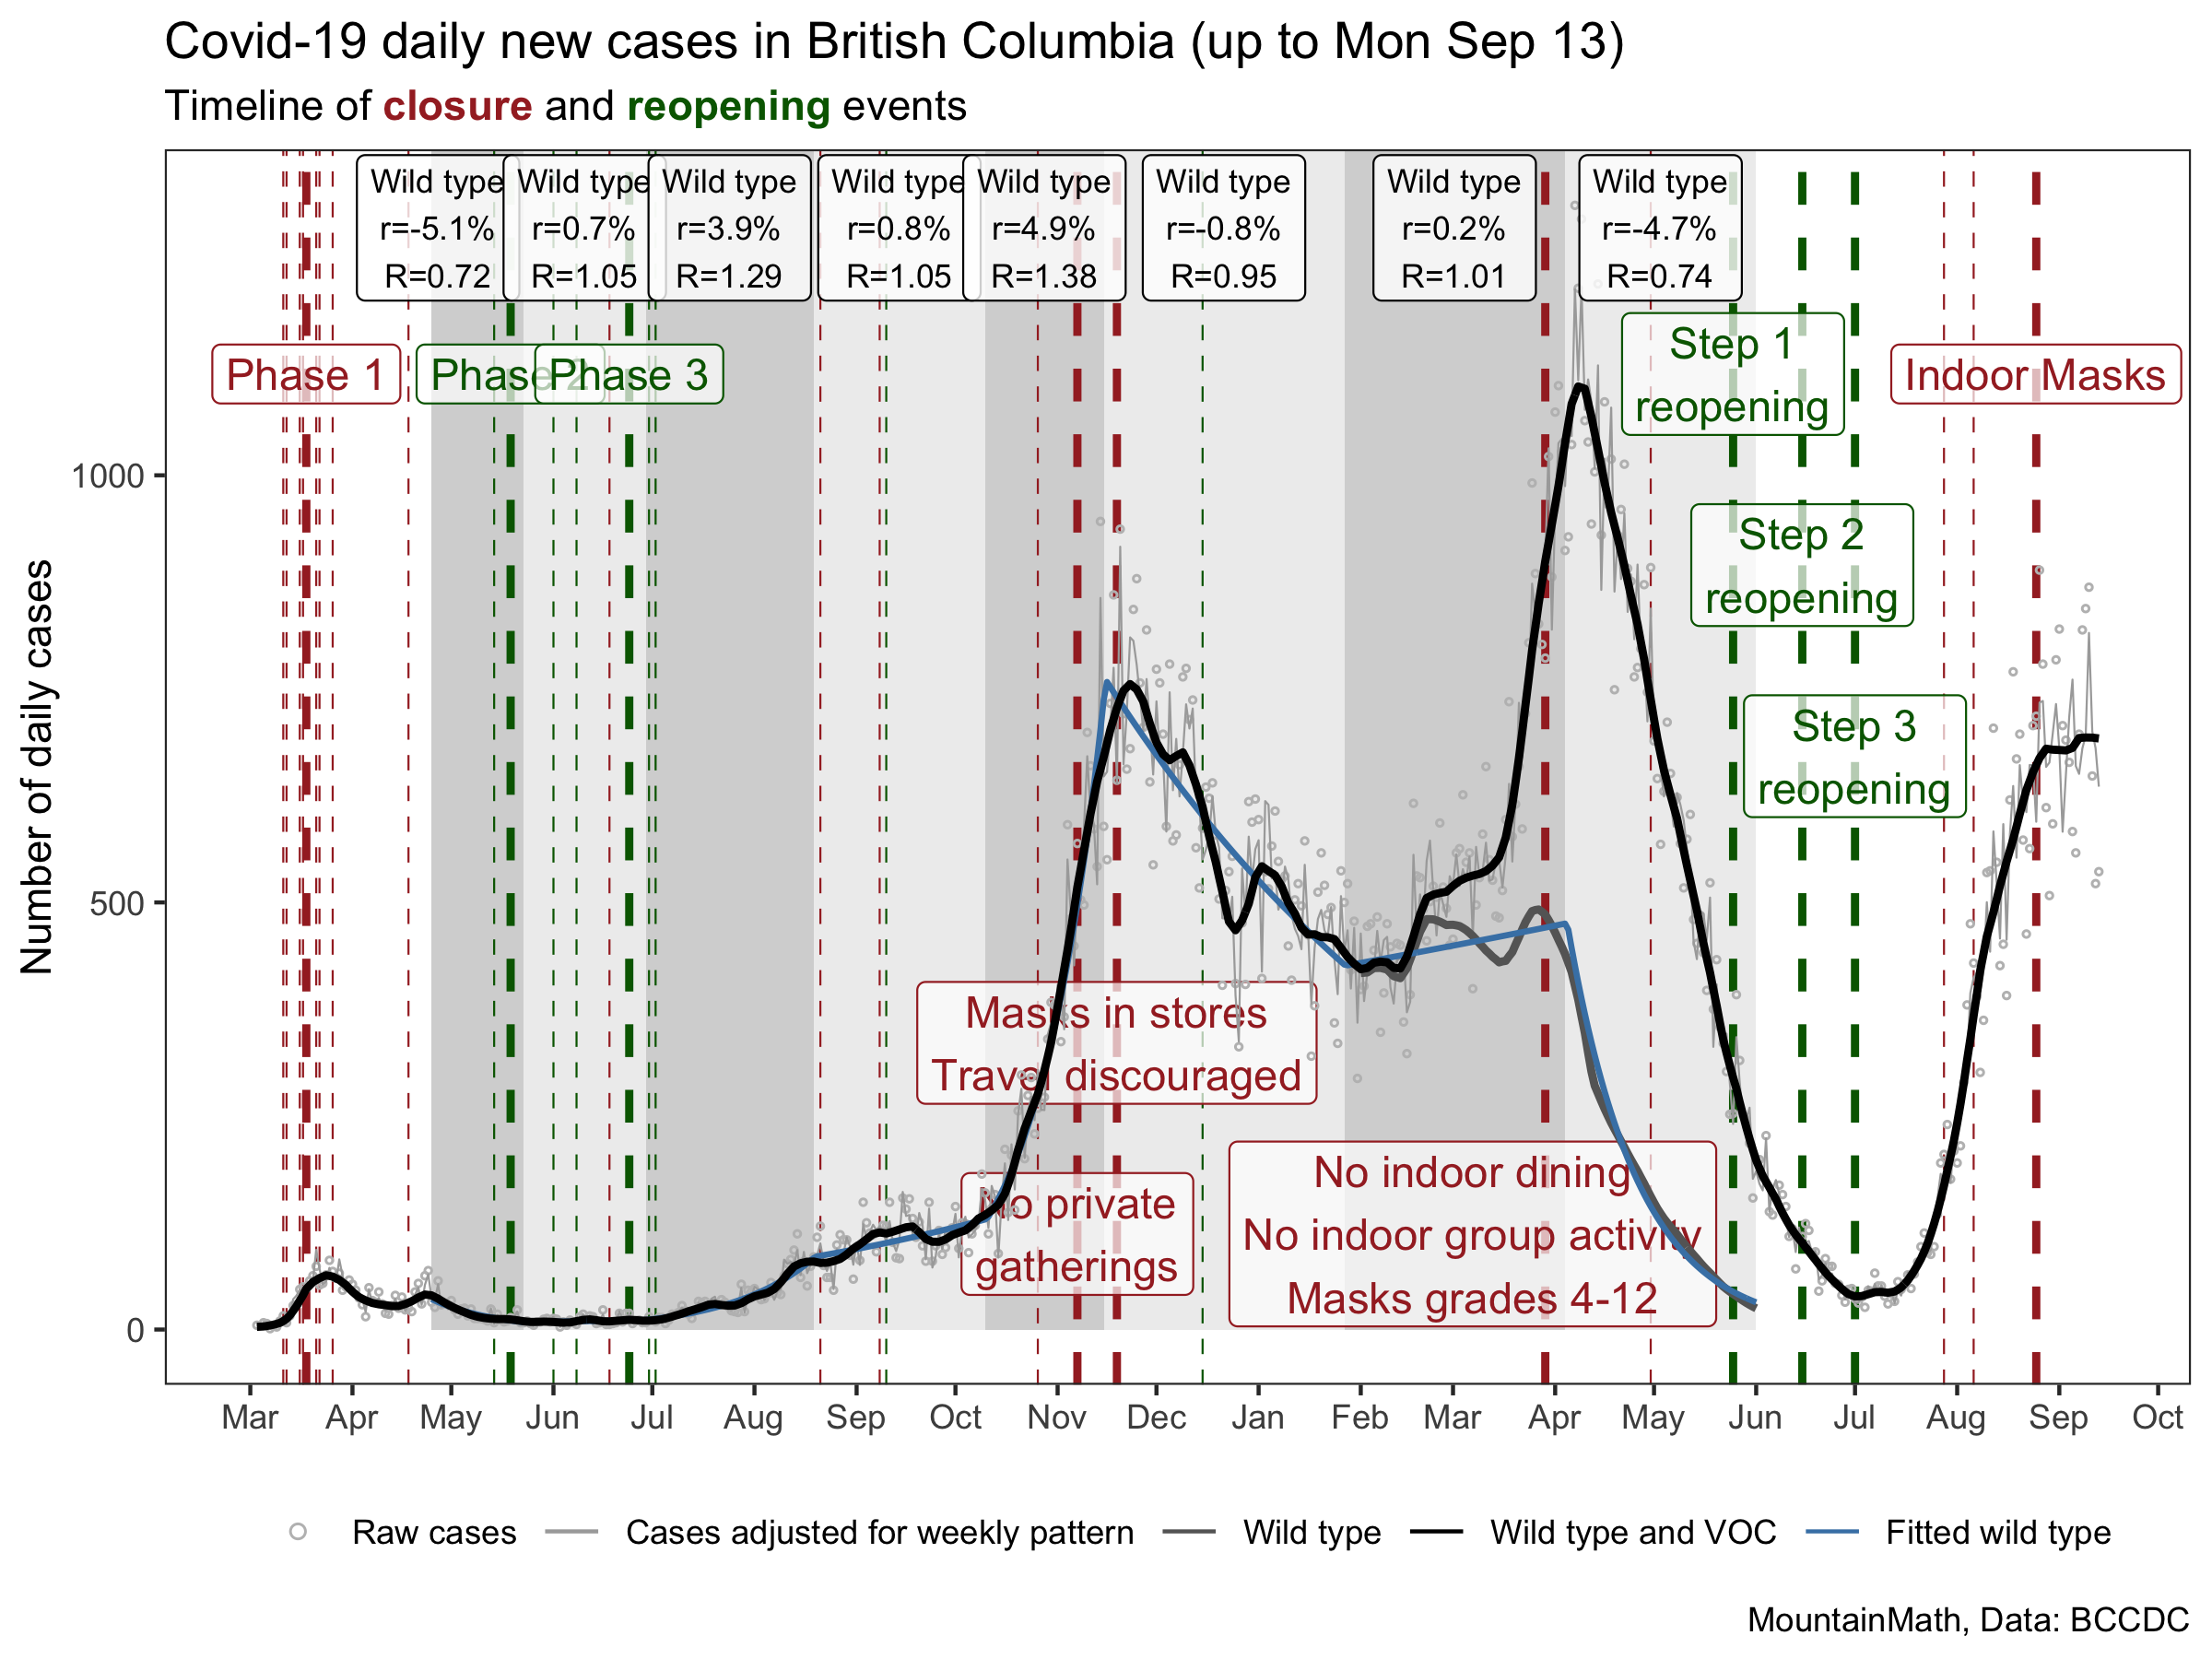 Covid-19 daily new cases in British Columbia (up to Mon Sep 13)
Timeline of closure and reopening events
Wild type
r=-5.1%
R=0.72
Wild type
r=0.7%
R=1.05
Wild type
r=3.9%
R=1.29
Wild type
r=0.8%
R=1.05
Wild type
r=4.9%
R=1.38
Wild type
r=-0.8%
R=0.95
Wild type
r=0.2%
R=1.01
Wild type
r=-4.7%
R=0.74
Phase 1
Phase 2
Phase 3
Step 1
reopening
Indoor Masks
Step 2
reopening
Step 3
reopening
Masks in stores
Travel discouraged
No private
gatherings
No indoor dining
No indoor group activity
Masks grades 4-12
Number of daily cases
1000
500
0
Mar Apr May Jun Jul Aug Sep Oct Nov Dec Jan Feb Mar Apr May Jun Jul Aug Sep Oct
Raw cases Cases adjusted for weekly pattern Wild type Wild type and VOC Fitted wild type
MountainMath, Data: BCCDC